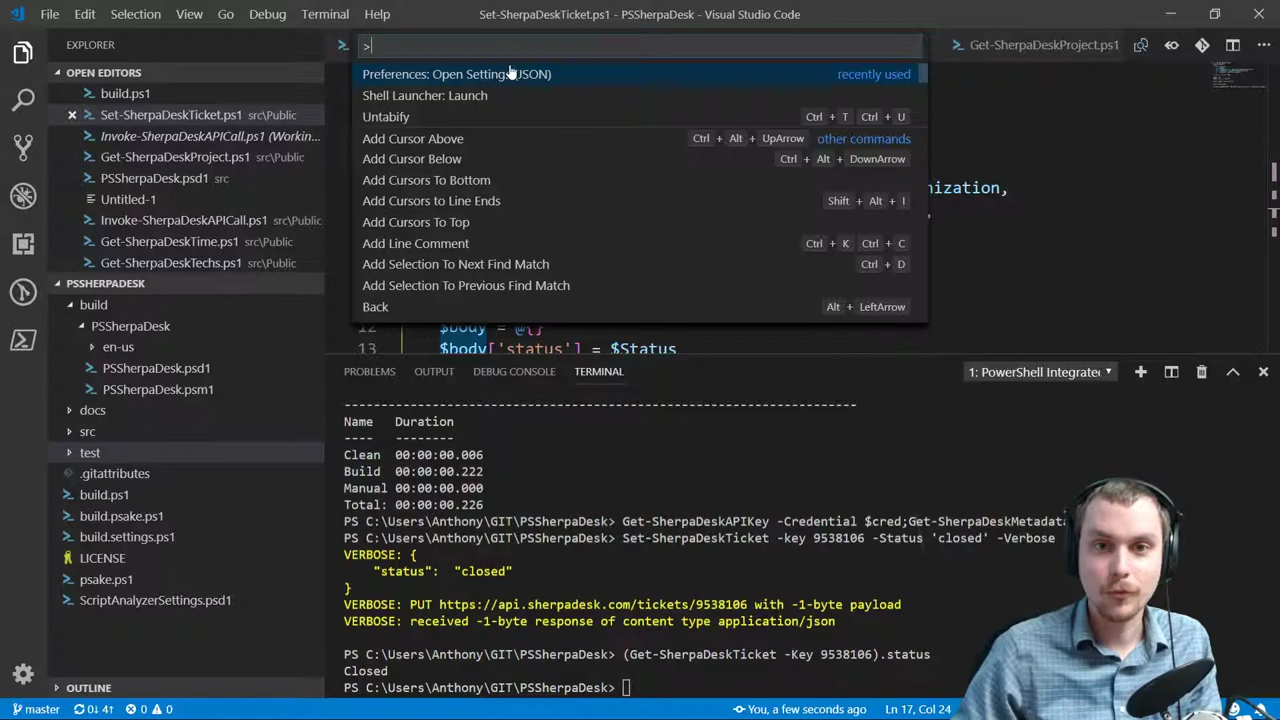 File Edit Selection View Go Debug Terminal Help Set-SherpaDeskTicket.ps1 - PSSherpaDesk - Visual Studio Code
EXPLORER
Get-SherpaDeskProject.ps1
>
Preferences: Open Settings (JSON) recently used
Shell Launcher: Launch
Untabify Ctrl + T Ctrl + U
Add Cursor Above Ctrl + Alt + UpArrow other commands
Add Cursor Below Ctrl + Alt + DownArrow
Add Cursors To Bottom
Add Cursors to Line Ends Shift + Alt + I
Add Cursors To Top
Add Line Comment Ctrl + K Ctrl + C
Add Selection To Next Find Match Ctrl + D
Add Selection To Previous Find Match
Back Alt + LeftArrow
OPEN EDITORS
build.ps1
Set-SherpaDeskTicket.ps1 src\Public
Invoke-SherpaDeskAPICall.ps1 (Workin...
Get-SherpaDeskProject.ps1 src\Public
PSSherpaDesk.psd1 src
Untitled-1
Invoke-SherpaDeskAPICall.ps1 src\Public
Get-SherpaDeskTime.ps1 src\Public
Get-SherpaDeskTechs.ps1 src\Public
PSSHERPADESK
build
PSSherpaDesk
en-us
PSSherpaDesk.psd1
PSSherpaDesk.psm1
docs
src
test
.gitattributes
build.ps1
build.psake.ps1
build.settings.ps1
LICENSE
psake.ps1
ScriptAnalyzerSettings.psd1
OUTLINE
nization,
,
12 $body = @{}
13 $body['status'] = $Status
PROBLEMS OUTPUT DEBUG CONSOLE TERMINAL 1: PowerShell Integrate
----------------------------------------------------------------------
Name Duration
---- --------
Clean 00:00:00.006
Build 00:00:00.222
Manual 00:00:00.000
Total: 00:00:00.226
PS C:\Users\Anthony\GIT\PSSherpaDesk> Get-SherpaDeskAPIKey -Credential $cred;Get-SherpaDeskMetadata
PS C:\Users\Anthony\GIT\PSSherpaDesk> Set-SherpaDeskTicket -key 9538106 -Status 'closed' -Verbose
VERBOSE: {
"status": "closed"
}
VERBOSE: PUT https://api.sherpadesk.com/tickets/9538106 with -1-byte payload
VERBOSE: received -1-byte response of content type application/json
PS C:\Users\Anthony\GIT\PSSherpaDesk> (Get-SherpaDeskTicket -Key 9538106).status
Closed
PS C:\Users\Anthony\GIT\PSSherpaDesk>
master 0↓ 4↑ 0 0 You, a few seconds ago Ln 17, Col 24